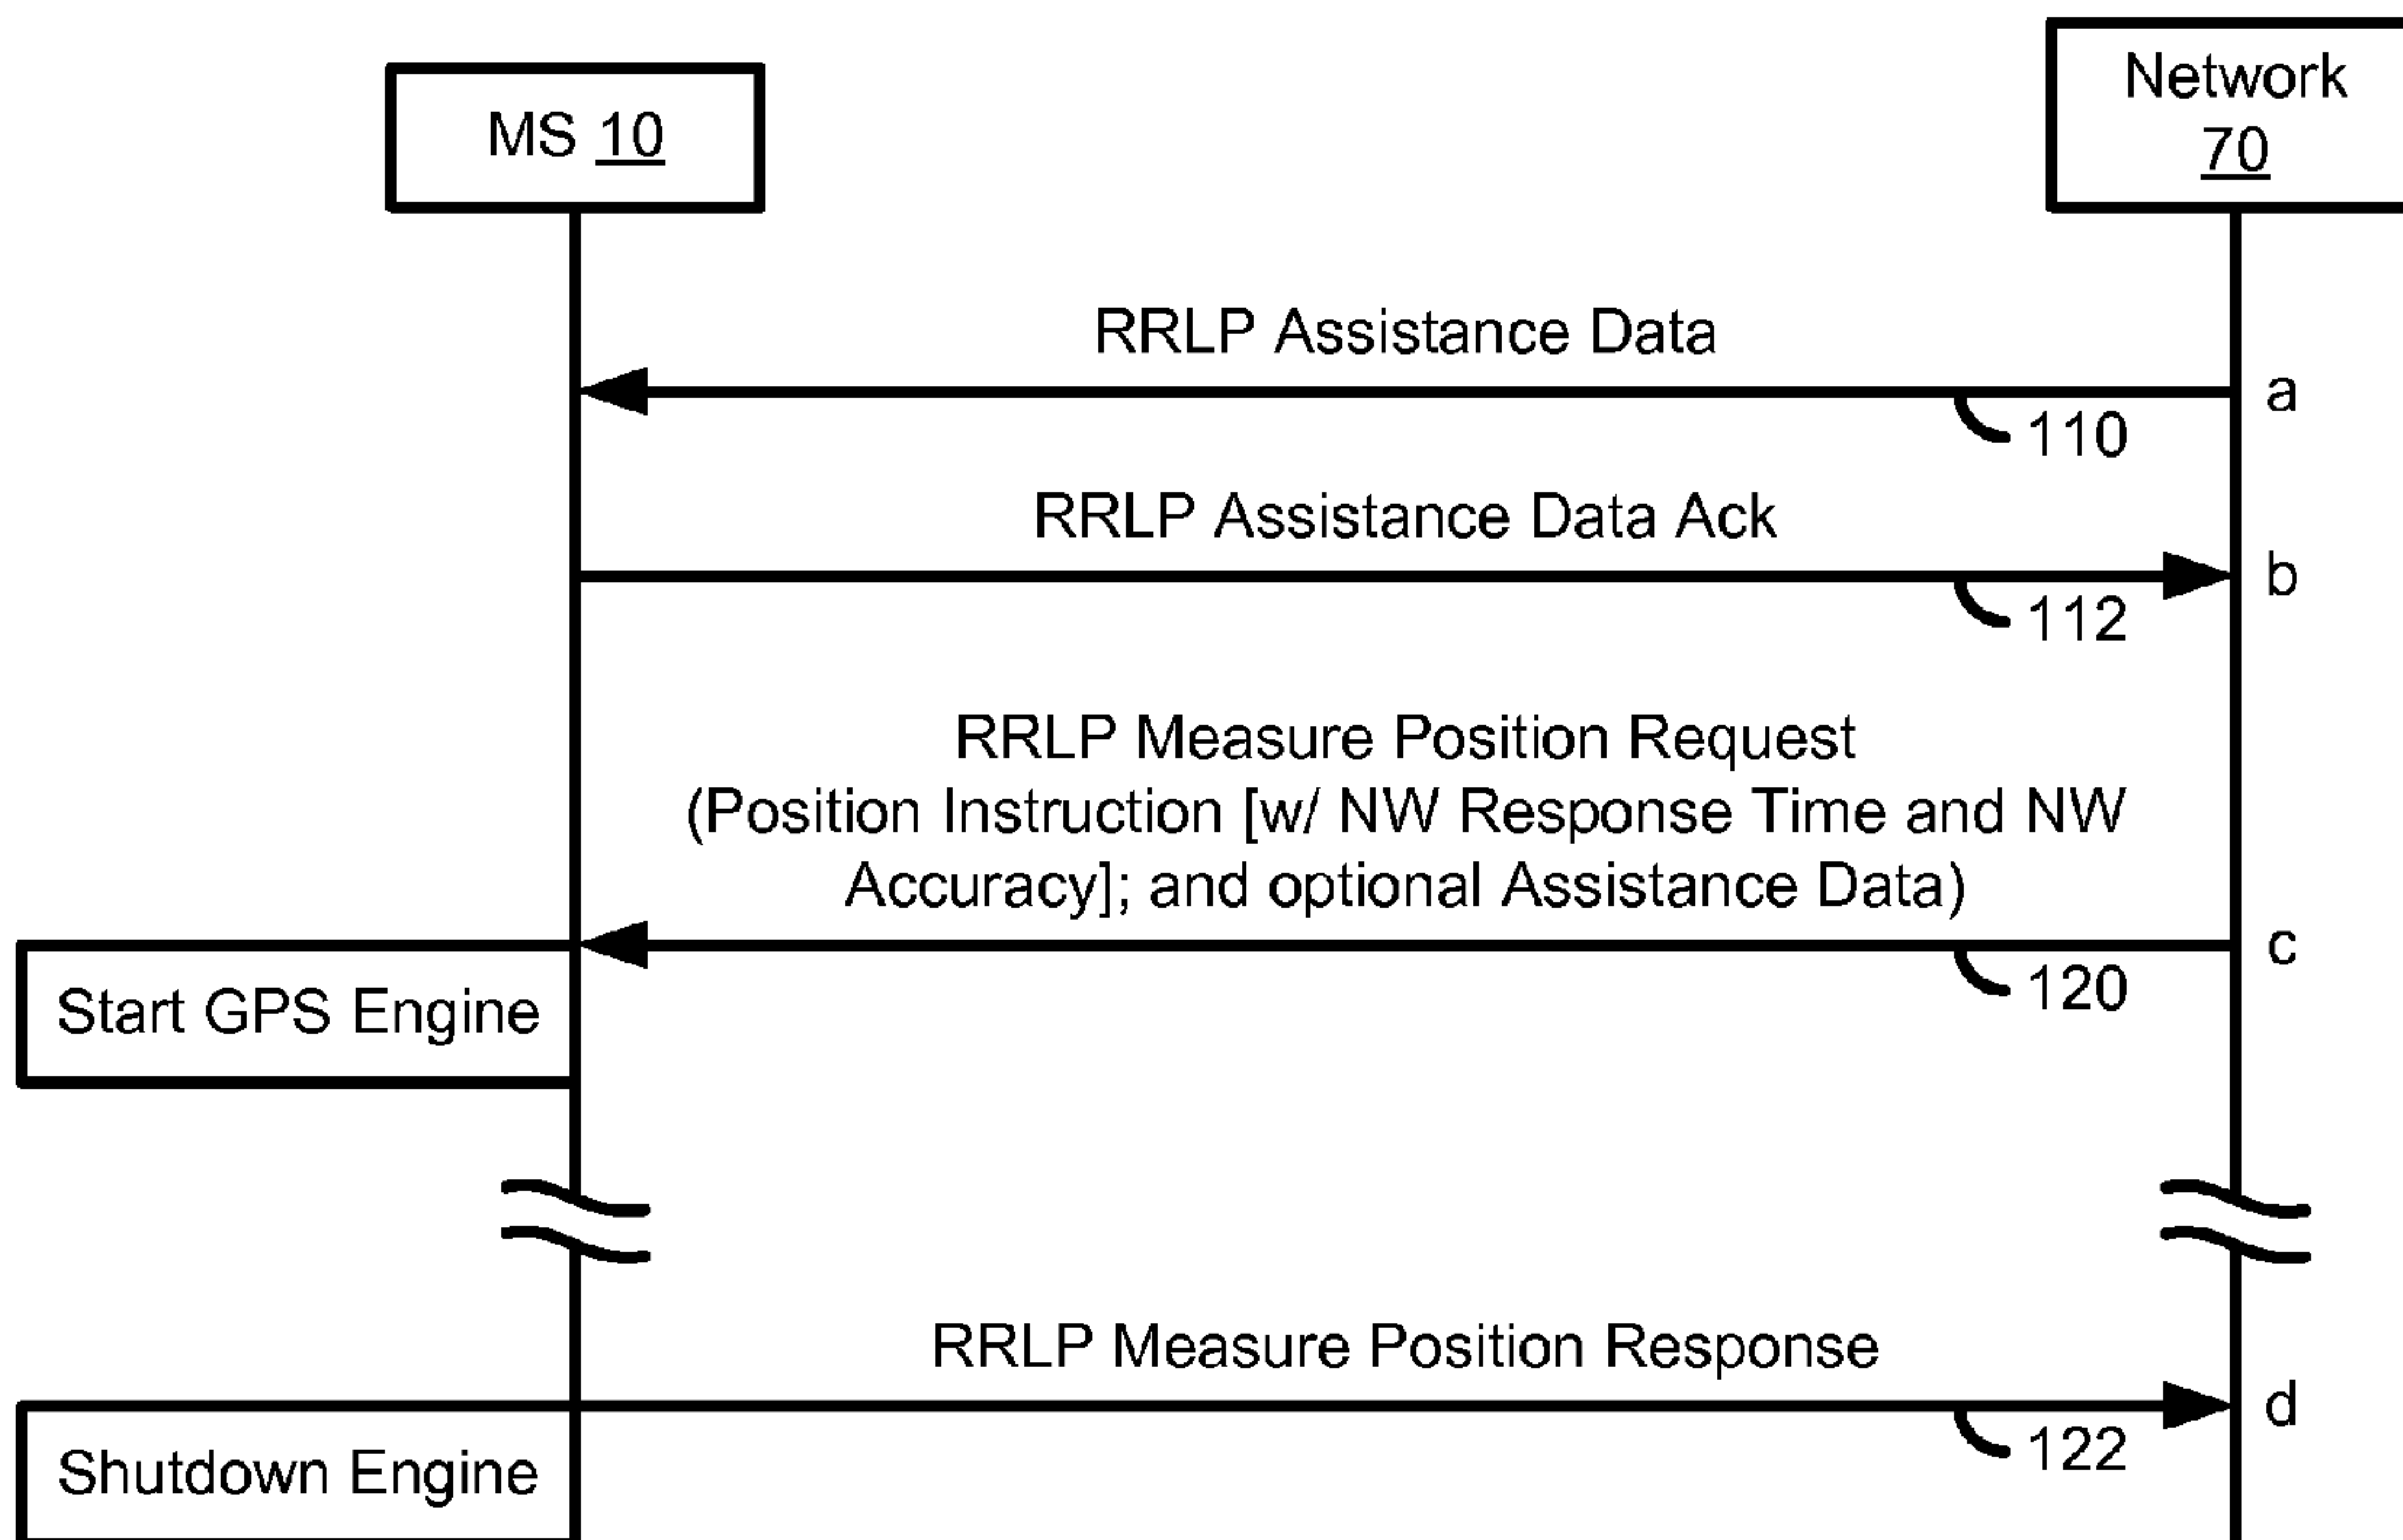 MS 10
Network
70
RRLP Assistance Data
a
110
RRLP Assistance Data Ack
b
112
RRLP Measure Position Request
(Position Instruction [w/ NW Response Time and NW
Accuracy]; and optional Assistance Data)
c
120
Start GPS Engine
RRLP Measure Position Response
d
122
Shutdown Engine